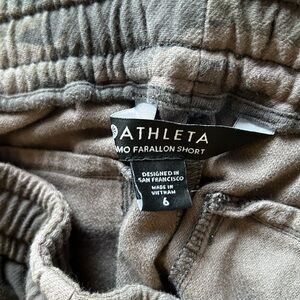 ATHLETA
MO FARALLON SHORT
DESIGNED IN
SAN FRANCISCO
MADE IN
VIETNAM
6